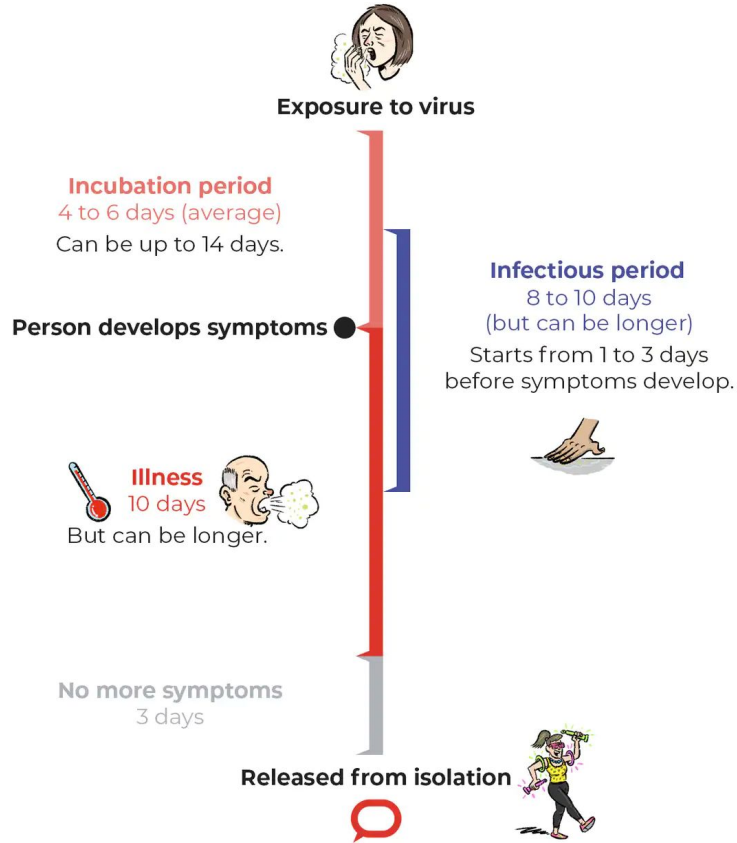 Exposure to virus
Incubation period
4 to 6 days (average)
Can be up to 14 days.
Infectious period
8 to 10 days
(but can be longer)
Starts from 1 to 3 days
before symptoms develop.
Person develops symptoms
Illness
10 days
But can be longer.
No more symptoms
3 days
Released from isolation